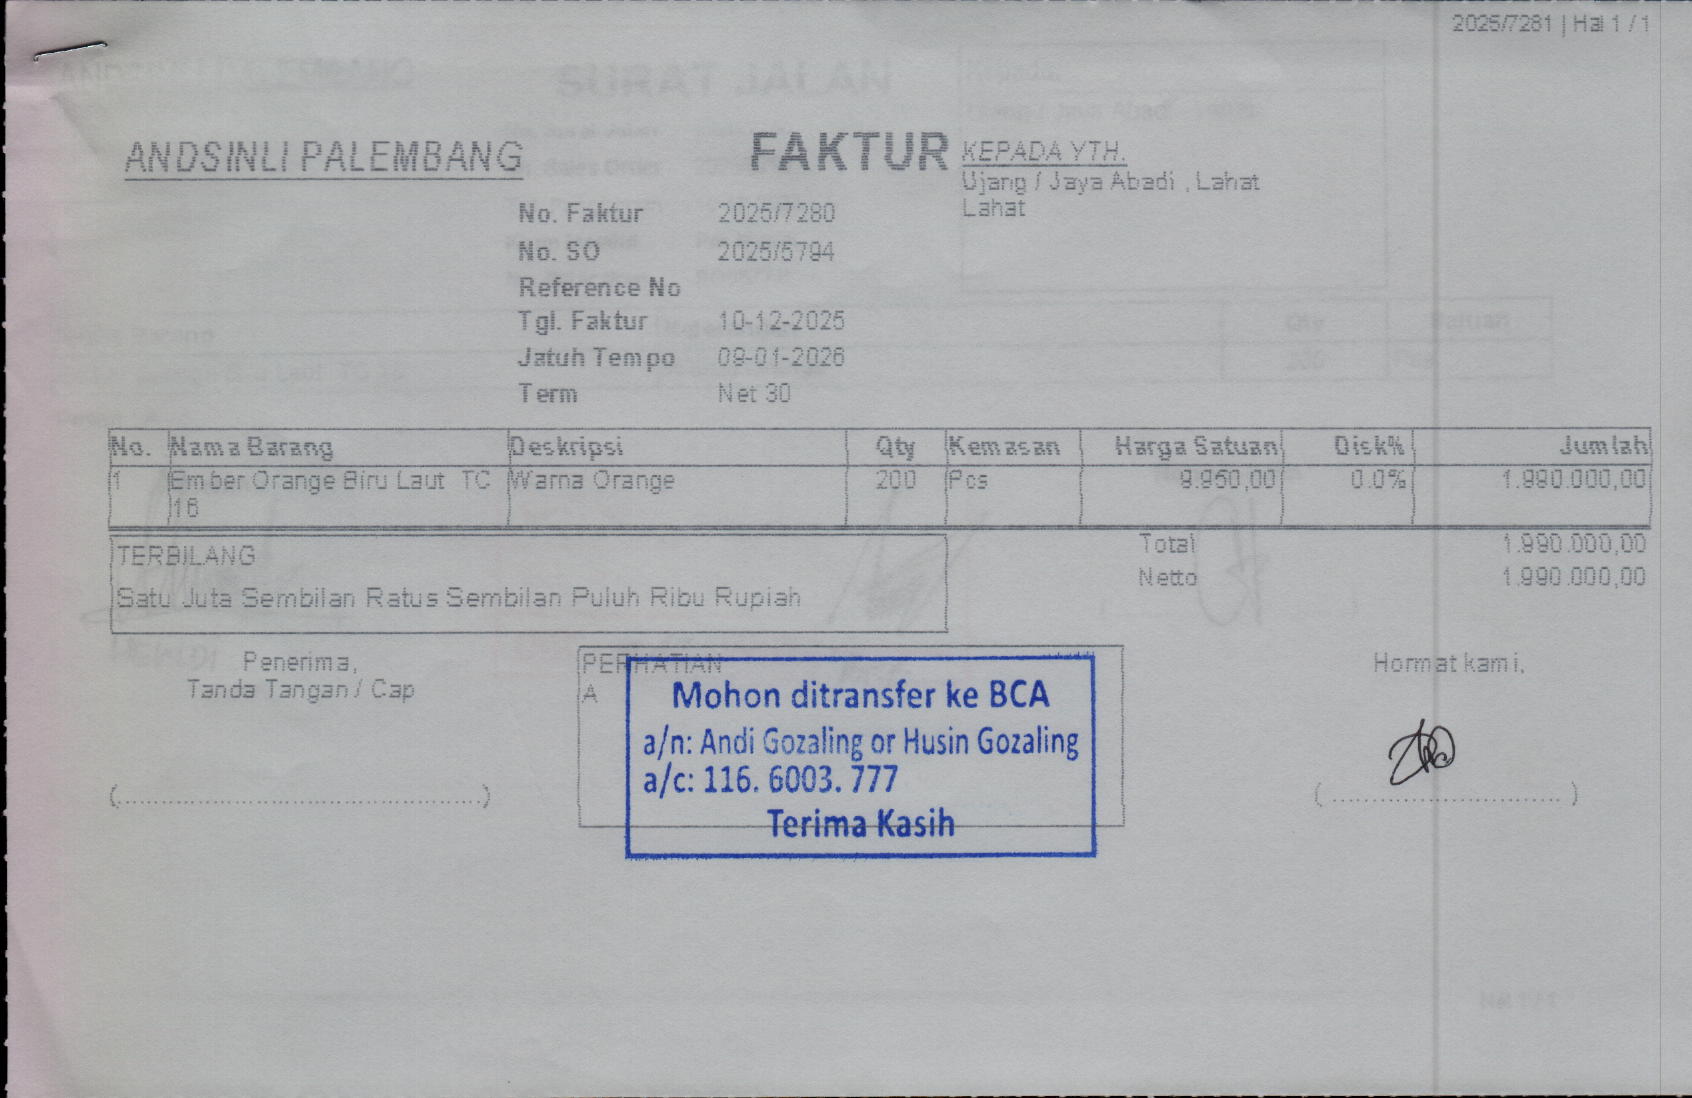 2025/7281 | Hal 1 / 1
ANDSINLI PALEMBANG
FAKTUR
KEPADA YTH.
Ujang / Jaya Abadi , Lahat
Lahat
No. Faktur 2025/7280
No. SO 2025/5794
Reference No
Tgl. Faktur 10-12-2025
Jatuh Tempo 09-01-2026
Term Net 30
No. Nama Barang Deskripsi Qty Kemasan Harga Satuan Disk% Jumlah
1 Ember Orange Biru Laut TC Warna Orange 200 Pcs 9.950,00 0.0% 1.990.000,00
16
Total 1.990.000,00
Netto 1.990.000,00
TERBILANG
Satu Juta Sembilan Ratus Sembilan Puluh Ribu Rupiah
Penerima,
Tanda Tangan / Cap
(..................................................)
PERHATIAN
A
Mohon ditransfer ke BCA
a/n: Andi Gozaling or Husin Gozaling
a/c: 116. 6003. 777
Terima Kasih
Hormat kami,
( ................................ )
SURAT JALAN